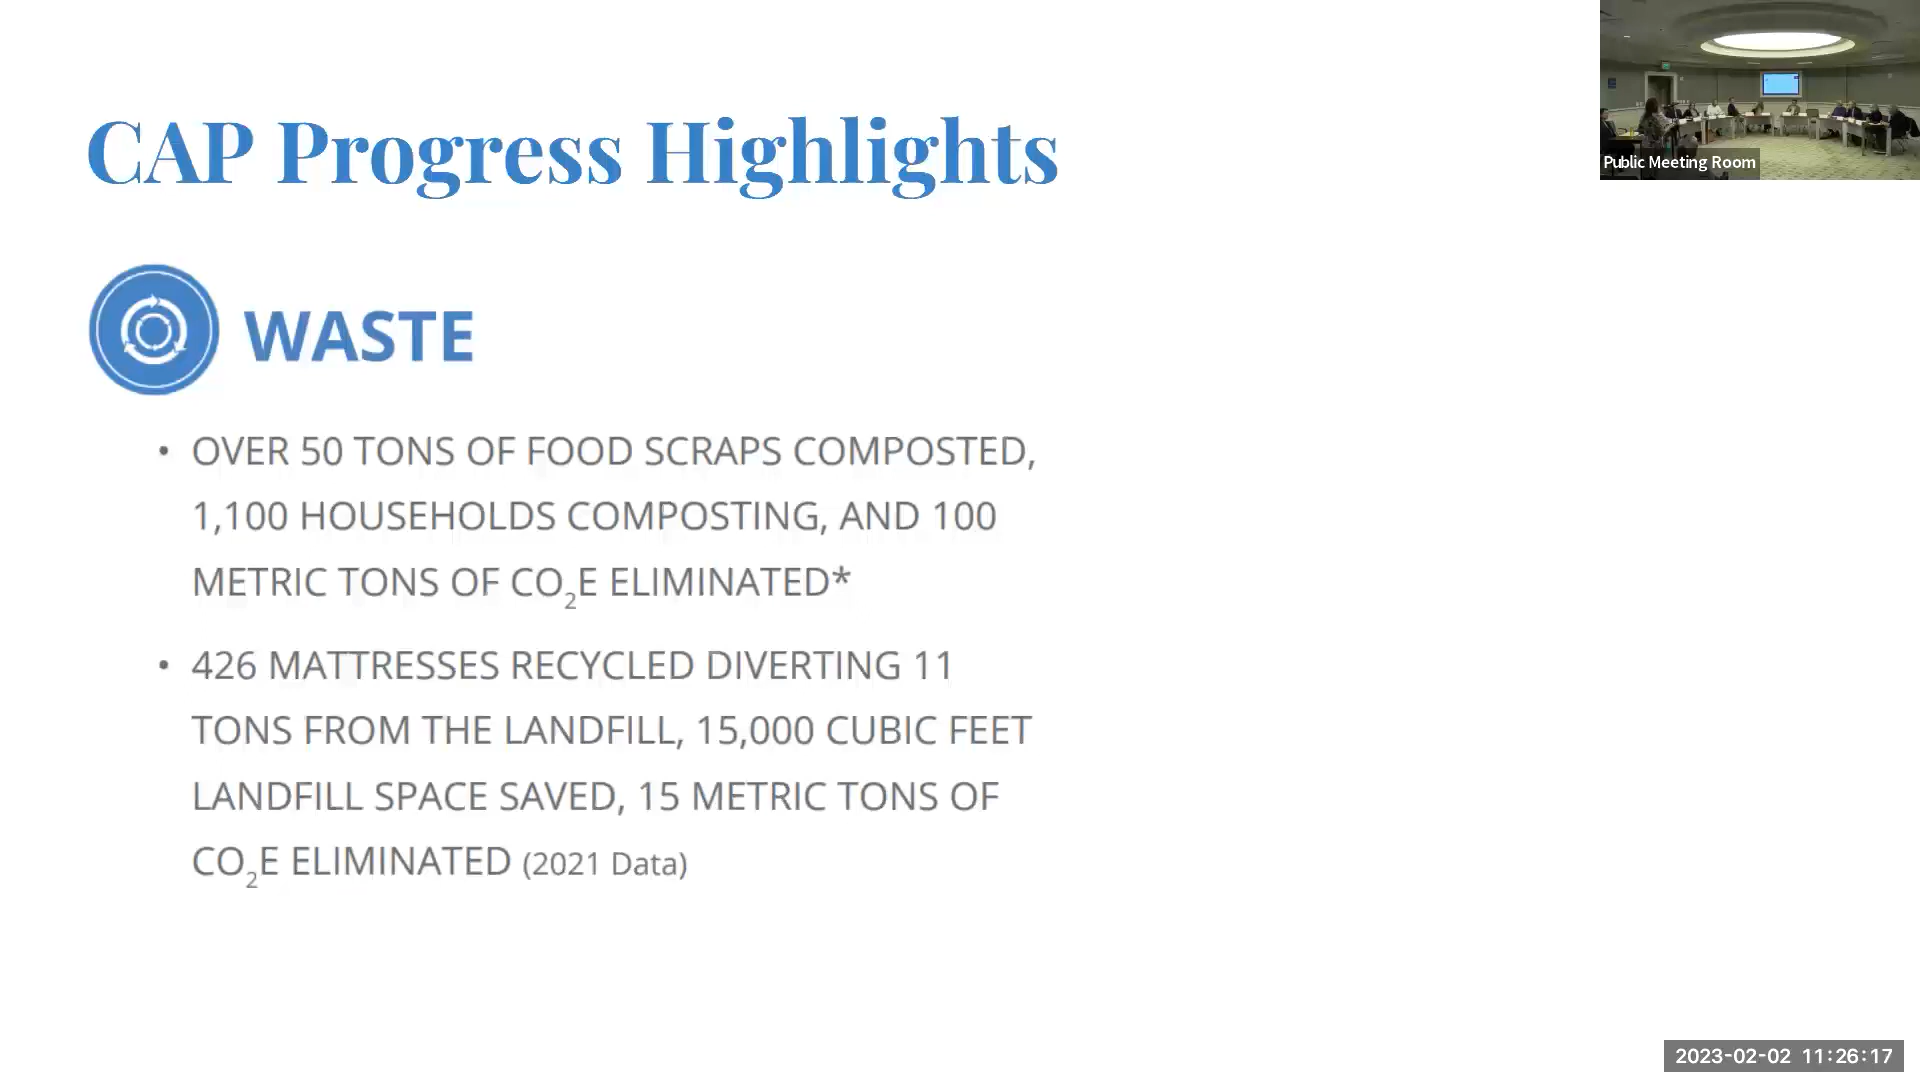 CAP Progress Highlights
WASTE
• OVER 50 TONS OF FOOD SCRAPS COMPOSTED,
1,100 HOUSEHOLDS COMPOSTING, AND 100
METRIC TONS OF CO₂E ELIMINATED*
• 426 MATTRESSES RECYCLED DIVERTING 11
TONS FROM THE LANDFILL, 15,000 CUBIC FEET
LANDFILL SPACE SAVED, 15 METRIC TONS OF
CO₂E ELIMINATED (2021 Data)
Public Meeting Room
2023-02-02 11:26:17